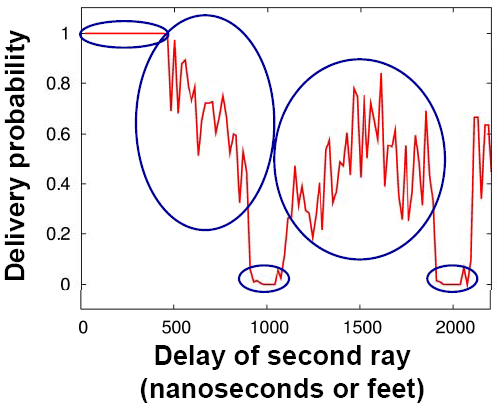 Delivery probability
1
0.8
0.6
0.4
0.2
0
0 500 1000 1500 2000
Delay of second ray
(nanoseconds or feet)